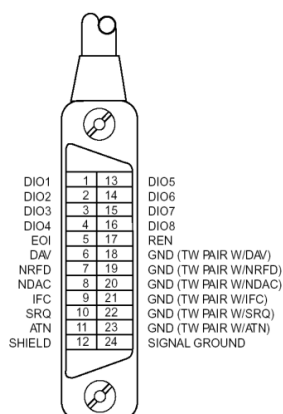 DIO1 1 13 DIO5
DIO2 2 14 DIO6
DIO3 3 15 DIO7
DIO4 4 16 DIO8
EOI 5 17 REN
DAV 6 18 GND (TW PAIR W/DAV)
NRFD 7 19 GND (TW PAIR W/NRFD)
NDAC 8 20 GND (TW PAIR W/NDAC)
IFC 9 21 GND (TW PAIR W/IFC)
SRQ 10 22 GND (TW PAIR W/SRQ)
ATN 11 23 GND (TW PAIR W/ATN)
SHIELD 12 24 SIGNAL GROUND